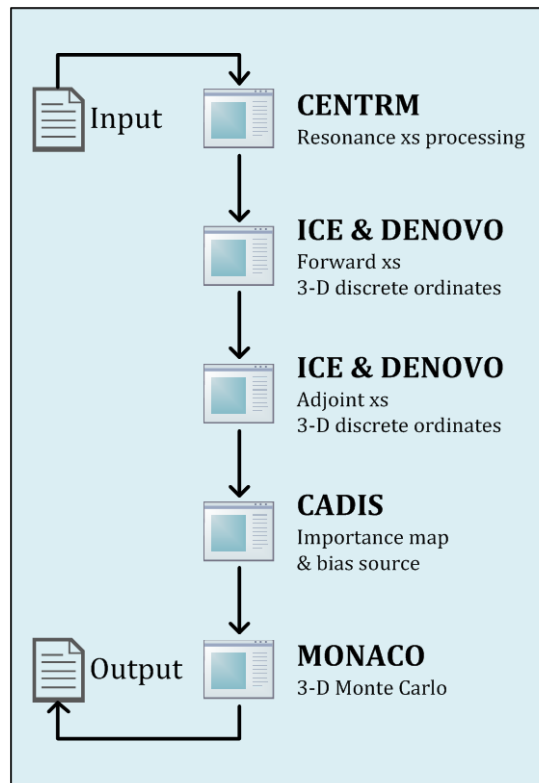 Input
CENTRM
Resonance xs processing
ICE & DENOVO
Forward xs
3-D discrete ordinates
ICE & DENOVO
Adjoint xs
3-D discrete ordinates
CADIS
Importance map
& bias source
Output
MONACO
3-D Monte Carlo